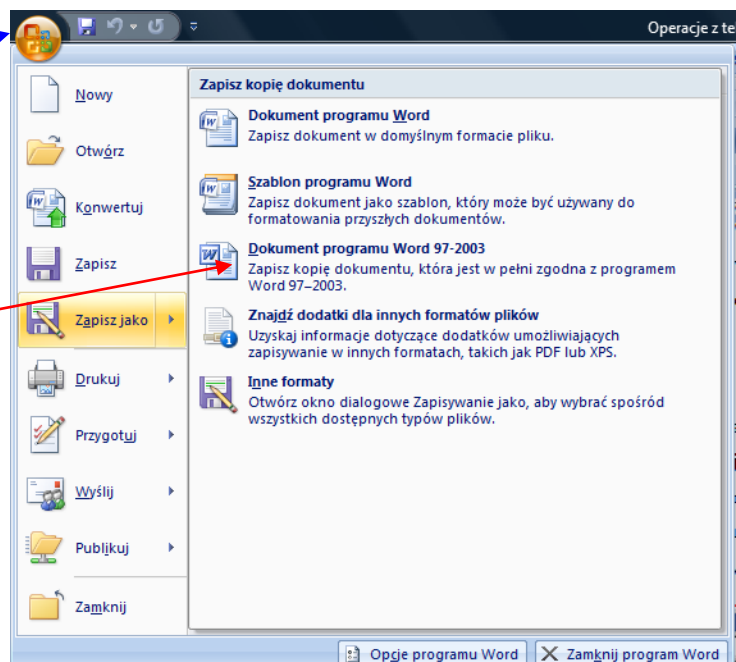 Operacje z te
Nowy
Otwórz
Konwertuj
Zapisz
Zapisz jako
Drukuj
Przygotuj
Wyślij
Publikuj
Zamknij
Zapisz kopię dokumentu
Dokument programu Word
Zapisz dokument w domyślnym formacie pliku.
Szablon programu Word
Zapisz dokument jako szablon, który może być używany do
formatowania przyszłych dokumentów.
Dokument programu Word 97-2003
Zapisz kopię dokumentu, która jest w pełni zgodna z programem
Word 97–2003.
Znajdź dodatki dla innych formatów plików
Uzyskaj informacje dotyczące dodatków umożliwiających
zapisywanie w innych formatach, takich jak PDF lub XPS.
Inne formaty
Otwórz okno dialogowe Zapisywanie jako, aby wybrać spośród
wszystkich dostępnych typów plików.
Opcje programu Word
Zamknij program Word